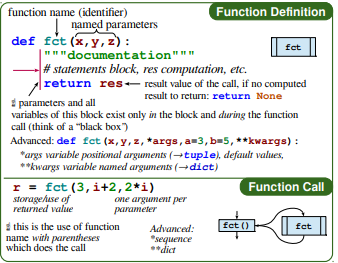 function name (identifier)
named parameters
Function Definition
def fct(x,y,z):
"""documentation"""
# statements block, res computation, etc.
return res
result value of the call, if no computed
result to return: return None
fct
☝ parameters and all
variables of this block exist only in the block and during the function
call (think of a “black box”)
Advanced: def fct(x,y,z,*args,a=3,b=5,**kwargs):
*args variable positional arguments (→tuple), default values,
**kwargs variable named arguments (→dict)
Function Call
r = fct(3,i+2,2*i)
storage/use of
returned value
one argument per
parameter
☝ this is the use of function
name with parentheses
which does the call
Advanced:
*sequence
**dict
fct()
fct